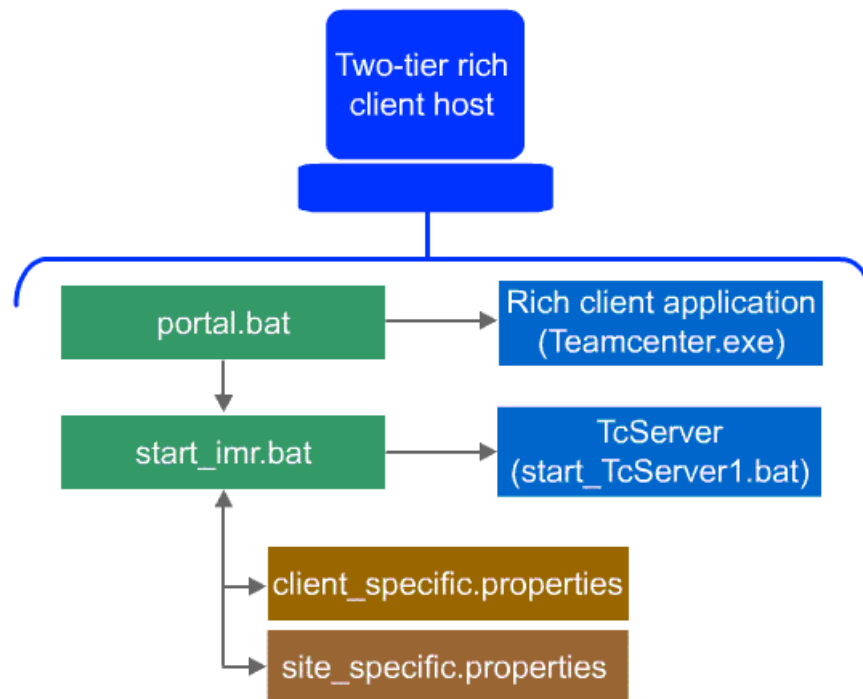 Two-tier rich
client host
portal.bat
Rich client application
(Teamcenter.exe)
start_imr.bat
TcServer
(start_TcServer1.bat)
client_specific.properties
site_specific.properties